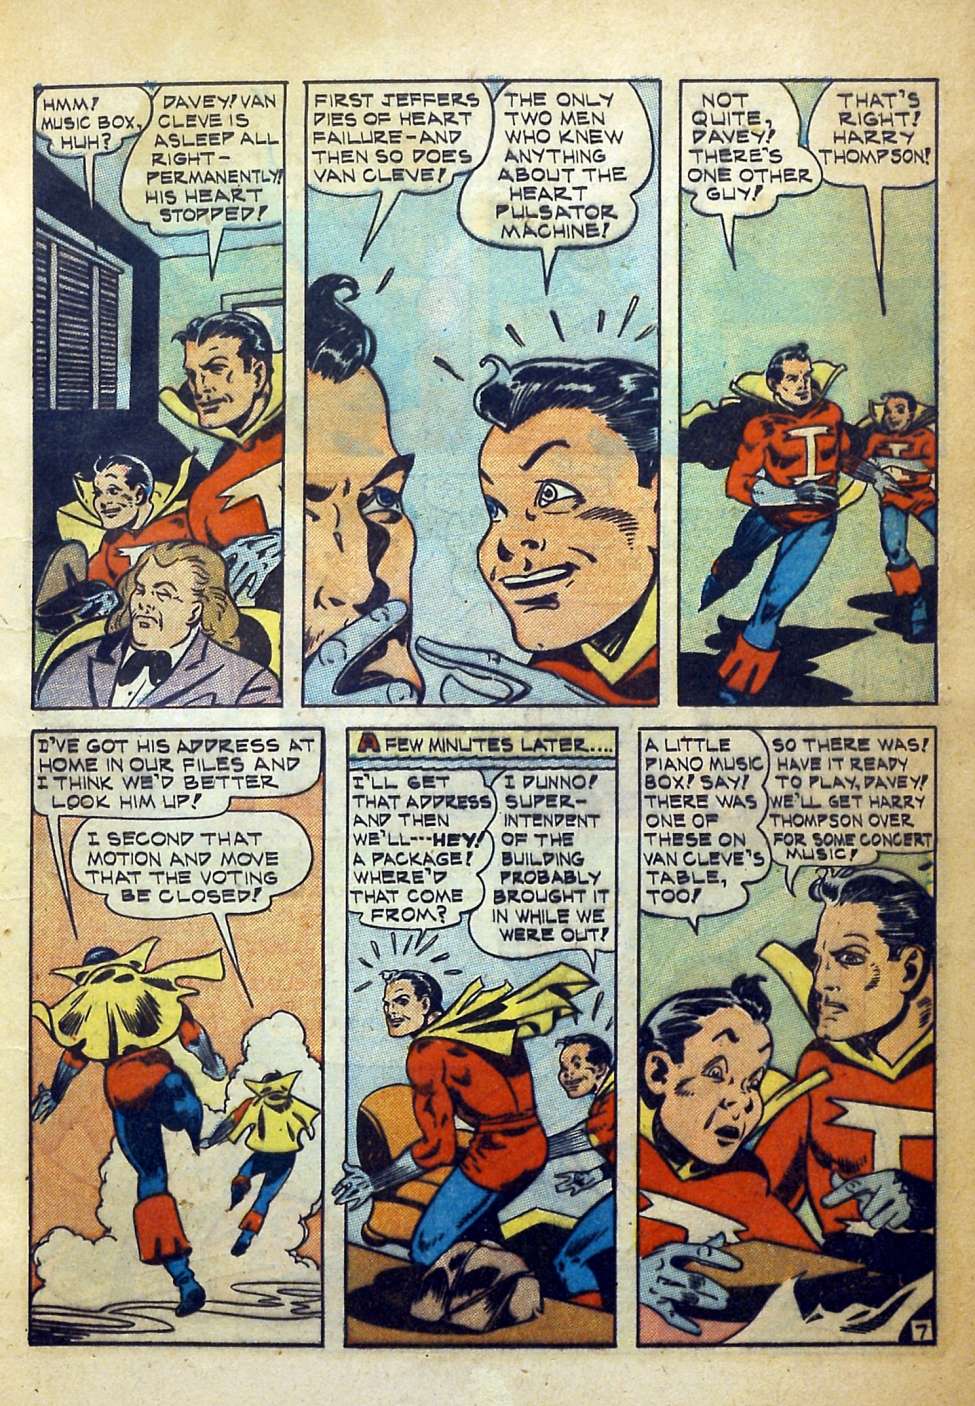 HMM!
MUSIC BOX,
HUH?
DAVEY! VAN
CLEVE IS
ASLEEP ALL
RIGHT-
PERMANENTLY!
HIS HEART
STOPPED!
FIRST JEFFERS
DIES OF HEART
FAILURE-AND
THEN SO DOES
VAN CLEVE!
THE ONLY
TWO MEN
WHO KNEW
ANYTHING
ABOUT THE
HEART
PULSATOR
MACHINE!
NOT
QUITE,
DAVEY!
THERE'S
ONE OTHER
GUY!
THAT'S
RIGHT!
HARRY
THOMPSON!
I
I
I'VE GOT HIS ADDRESS AT
HOME IN OUR FILES AND
I THINK WE'D BETTER
LOOK HIM UP!
I SECOND THAT
MOTION AND MOVE
THAT THE VOTING
BE CLOSED!
A FEW MINUTES LATER....
I'LL GET
THAT ADDRESS
AND THEN
WE'LL---HEY!
A PACKAGE!
WHERE'D
THAT COME
FROM?
I DUNNO!
SUPER-
INTENDENT
OF THE
BUILDING
PROBABLY
BROUGHT IT
IN WHILE WE
WERE OUT!
A LITTLE
PIANO MUSIC
BOX! SAY!
THERE WAS
ONE OF
THESE ON
VAN CLEVE'S
TABLE,
TOO!
SO THERE WAS!
HAVE IT READY
TO PLAY, DAVEY!
WE'LL GET HARRY
THOMPSON OVER
FOR SOME CONCERT
MUSIC!
I
7